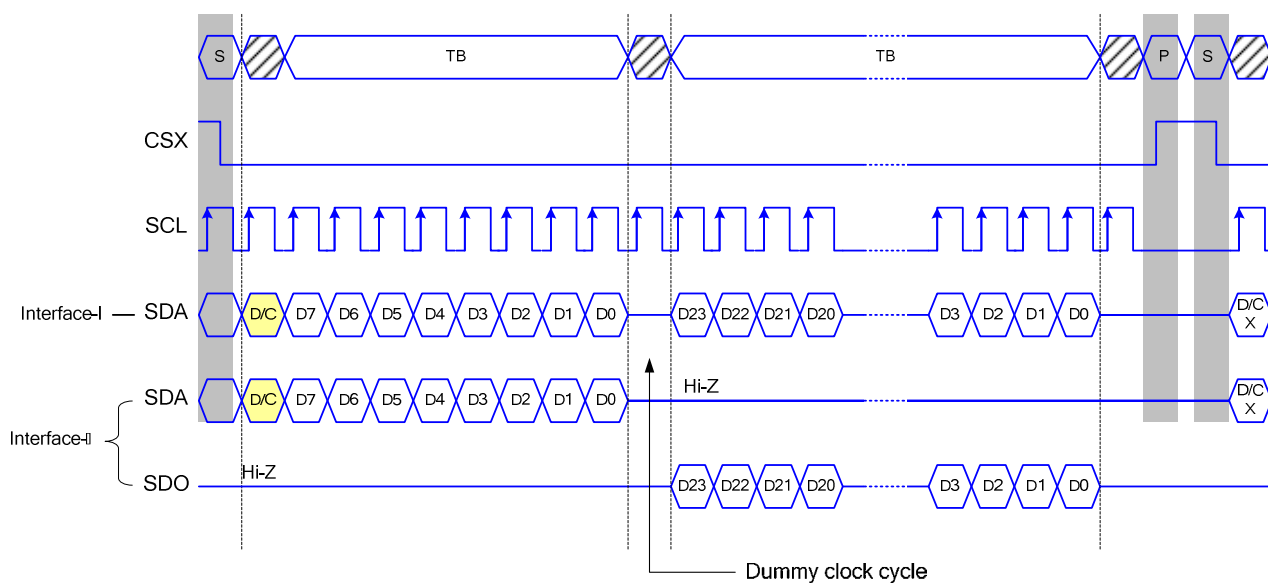 S TB TB P S
CSX
SCL
Interface-I SDA D/C D7 D6 D5 D4 D3 D2 D1 D0 D23 D22 D21 D20 D3 D2 D1 D0 D/C X
Hi-Z
SDA D/C D7 D6 D5 D4 D3 D2 D1 D0 D/C X
Interface-
Hi-Z
SDO D23 D22 D21 D20 D3 D2 D1 D0
Dummy clock cycle